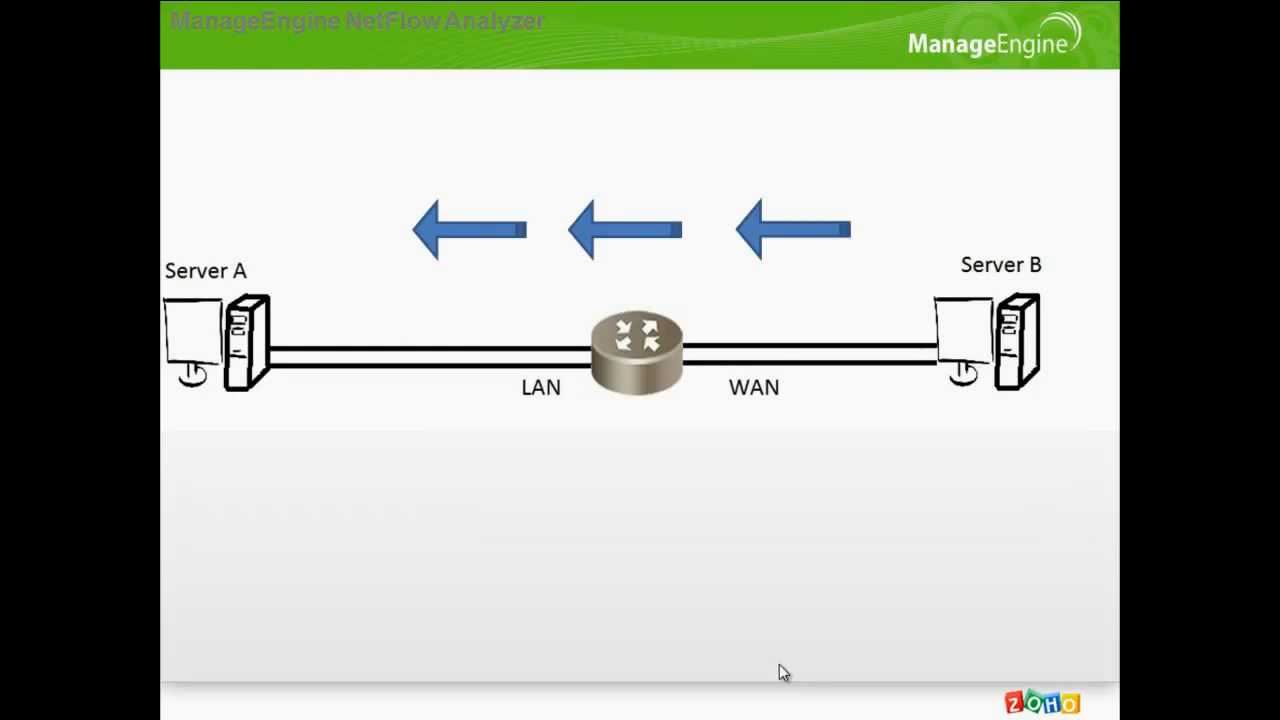 ManageEngine NetFlow Analyzer
ManageEngine
Server A
Server B
LAN
WAN
ZOHO